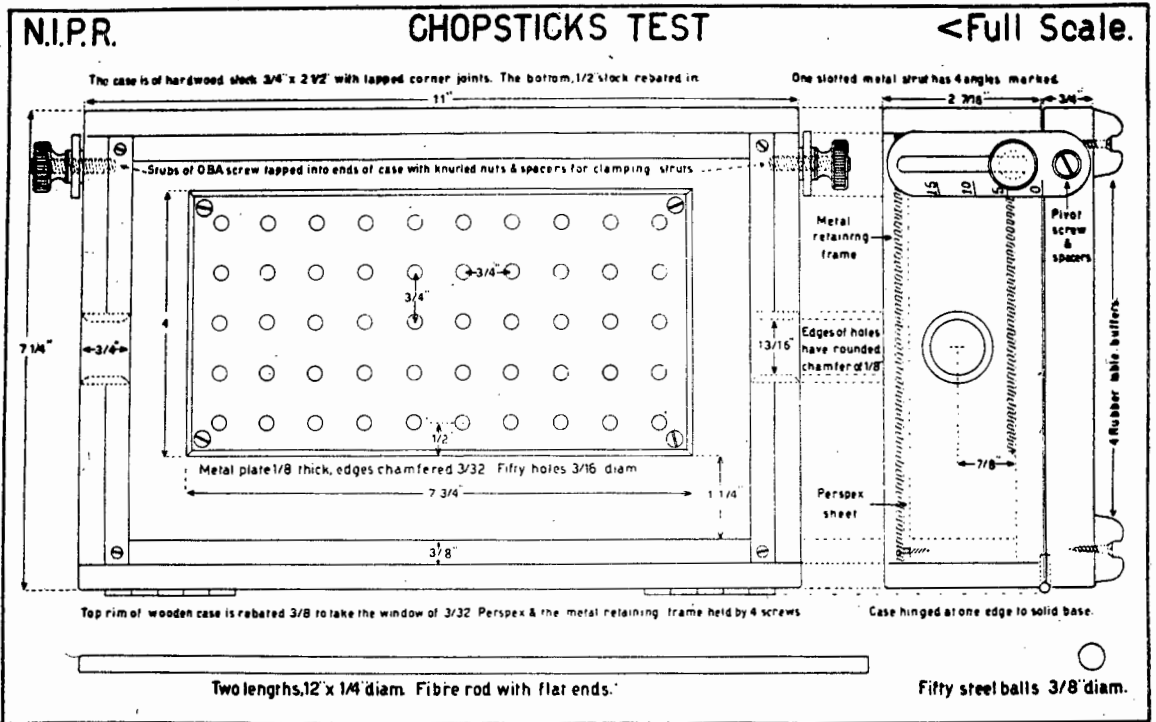 N.I.P.R.
CHOPSTICKS TEST
<Full Scale.
The case is of hardwood stock 3/4" x 2 1/2" with lapped corner joints. The bottom, 1/2" stock rebated in.
One slotted metal strut has 4 angles marked.
11"
2 7/16"
3/4"
Stubs of O.B.A screw tapped into ends of case with knurled nuts & spacers for clamping struts
15
10
5
0
Metal
retaining
frame
Pivot
screw
&
spacers
3/4"
3/4"
7 1/4"
3/4"
4
13/16"
Edges of holes
have rounded
chamfer of 1/8"
4 Rubber table buffers.
1/2
Metal plate 1/8 thick, edges chamfered 3/32 Fifty holes 3/16 diam
7 3/4"
1 1/4"
7/8"
Perspex
sheet
3/8"
Top rim of wooden case is rebated 3/8 to take the window of 3/32 Perspex & the metal retaining frame held by 4 screws
Case hinged at one edge to solid base.
Two lengths, 12" x 1/4" diam. Fibre rod with flat ends.
Fifty steel balls 3/8" diam.